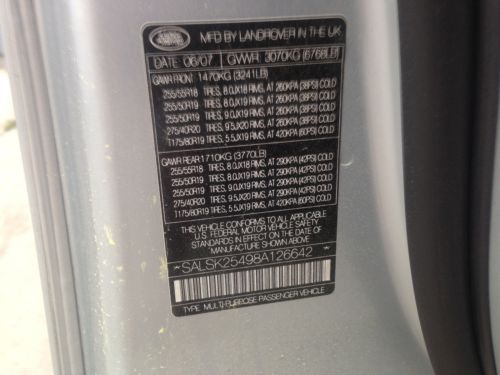 LAND ROVER
MFD BY LANDROVER IN THE UK
DATE 06/07 GVWR 3070KG (6768LB)
GAWR FRONT 1470KG (3241LB)
255/55R18 TIRES, 8.0JX18 RIMS, AT 260KPA (38PSI) COLD
255/50R19 TIRES, 8.0JX19 RIMS, AT 260KPA (38PSI) COLD
255/50R19 TIRES, 9.0JX19 RIMS, AT 260KPA (38PSI) COLD
275/40R20 TIRES, 9.5JX20 RIMS, AT 260KPA (38PSI) COLD
T175/80R19 TIRES, 5.5JX19 RIMS, AT 420KPA (60PSI) COLD
GAWR REAR 1710KG (3770LB)
255/55R18 TIRES, 8.0JX18 RIMS, AT 290KPA (42PSI) COLD
255/50R19 TIRES, 8.0JX19 RIMS, AT 290KPA (42PSI) COLD
255/50R19 TIRES, 9.0JX19 RIMS, AT 290KPA (42PSI) COLD
275/40R20 TIRES, 9.5JX20 RIMS, AT 290KPA (42PSI) COLD
T175/80R19 TIRES, 5.5JX19 RIMS, AT 420KPA (60PSI) COLD
THIS VEHICLE CONFORMS TO ALL APPLICABLE
U.S. FEDERAL MOTOR VEHICLE SAFETY
STANDARDS IN EFFECT ON THE DATE OF
MANUFACTURE SHOWN ABOVE
*SALSK25498A126642*
TYPE: MULTI-PURPOSE PASSENGER VEHICLE